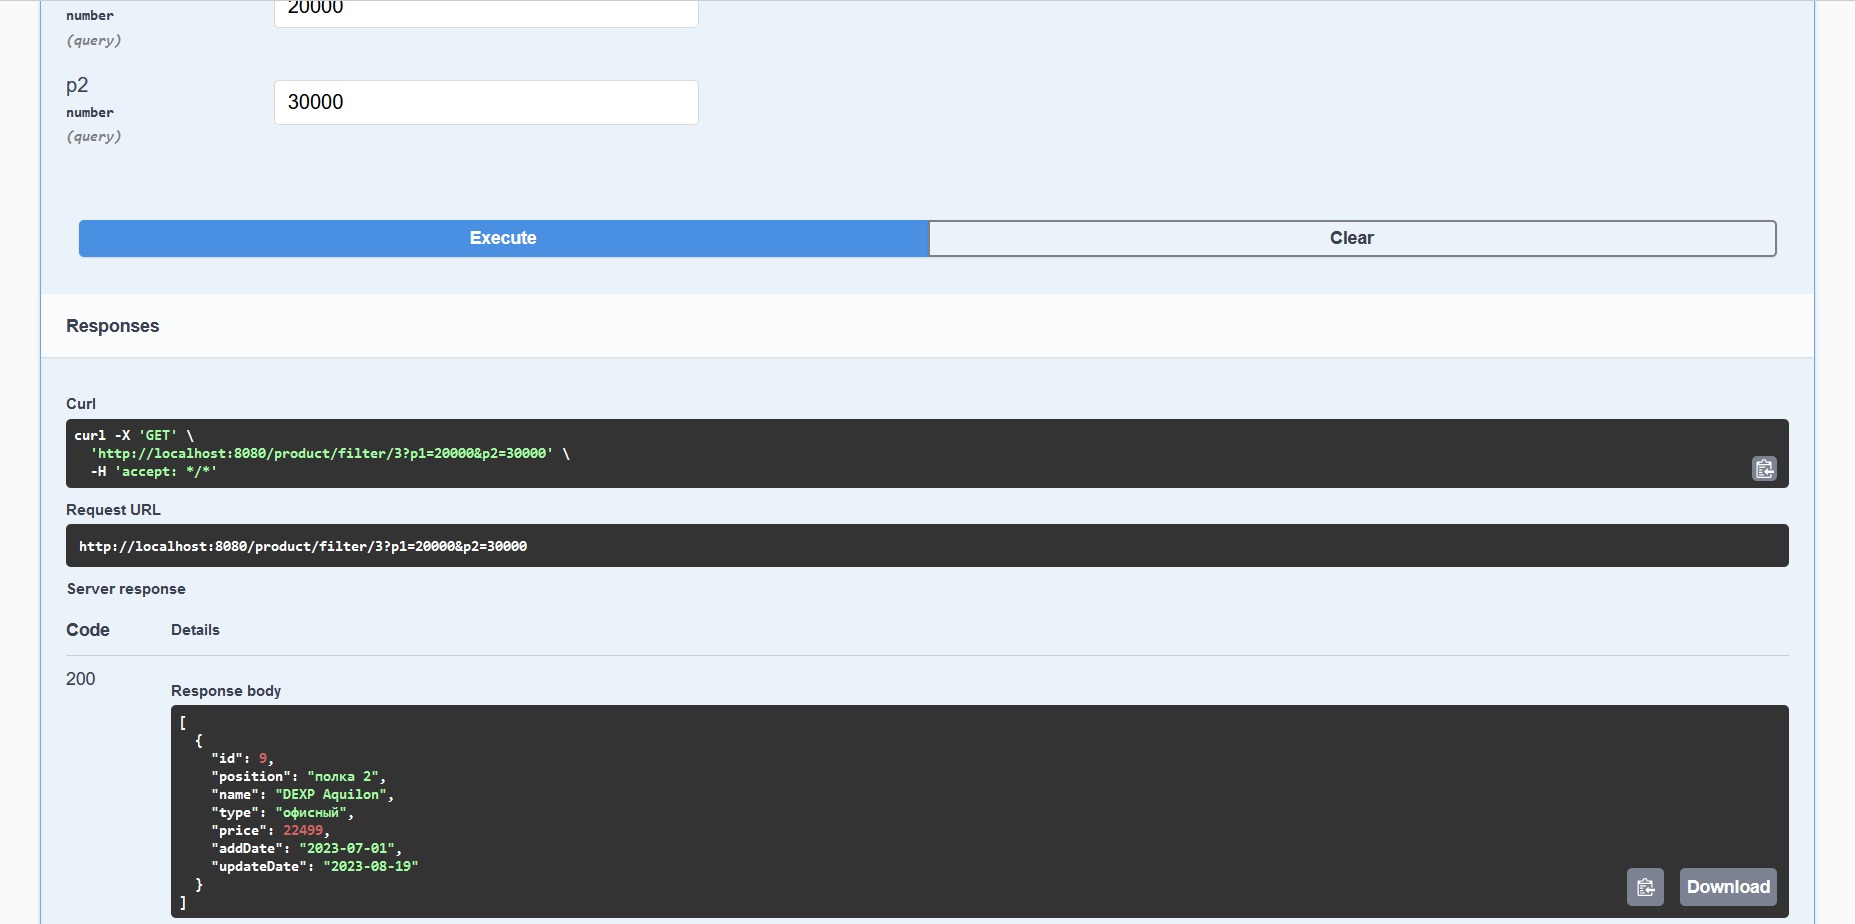 number
20000
(query)
p2
number
30000
(query)
Execute
Clear
Responses
Curl
curl -X 'GET' \
'http://localhost:8080/product/filter/3?p1=20000&p2=30000' \
-H 'accept: */*'
Request URL
http://localhost:8080/product/filter/3?p1=20000&p2=30000
Server response
Code
Details
200
Response body
[
{
"id": 9,
"position": "полка 2",
"name": "DEXP Aquilon",
"type": "офисный",
"price": 22499,
"addDate": "2023-07-01",
"updateDate": "2023-08-19"
}
]
Download